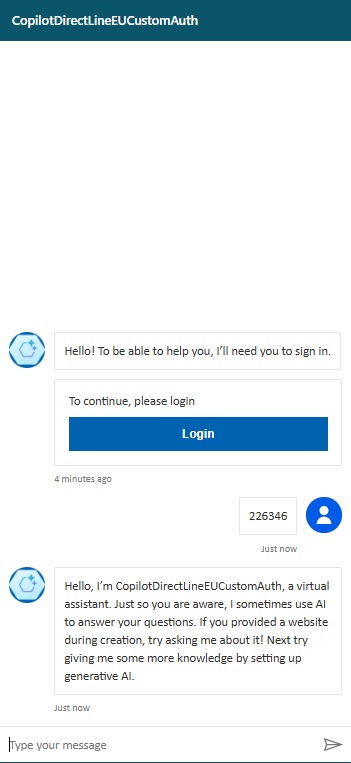 CopilotDirectLineEUCustomAuth
Hello! To be able to help you, I’ll need you to sign in.
To continue, please login
Login
4 minutes ago
226346
Just now
Hello, I’m CopilotDirectLineEUCustomAuth, a virtual
assistant. Just so you are aware, I sometimes use AI
to answer your questions. If you provided a website
during creation, try asking me about it! Next try
giving me some more knowledge by setting up
generative AI.
Just now
Type your message